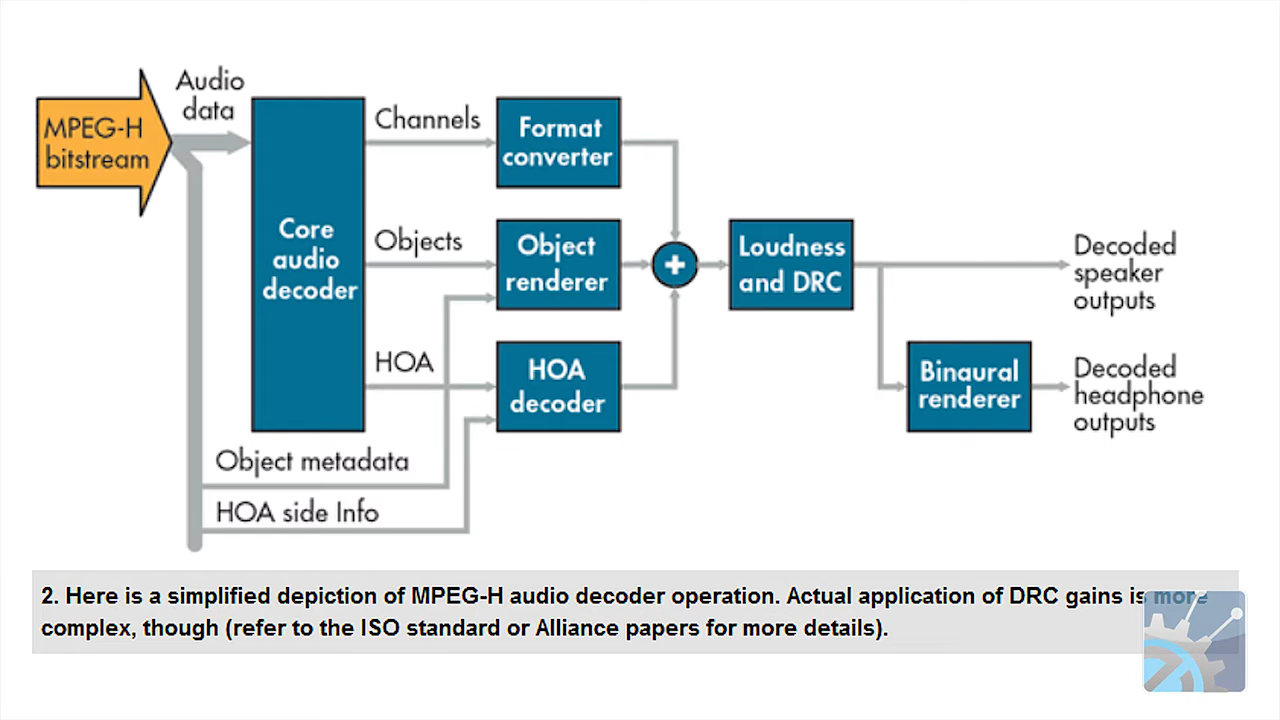 Audio
data
MPEG-H
bitstream
Core
audio
decoder
Channels
Objects
HOA
Format
converter
Object
renderer
HOA
decoder
+
Loudness
and DRC
Binaural
renderer
Decoded
speaker
outputs
Decoded
headphone
outputs
Object metadata
HOA side Info
2. Here is a simplified depiction of MPEG-H audio decoder operation. Actual application of DRC gains is more
complex, though (refer to the ISO standard or Alliance papers for more details).